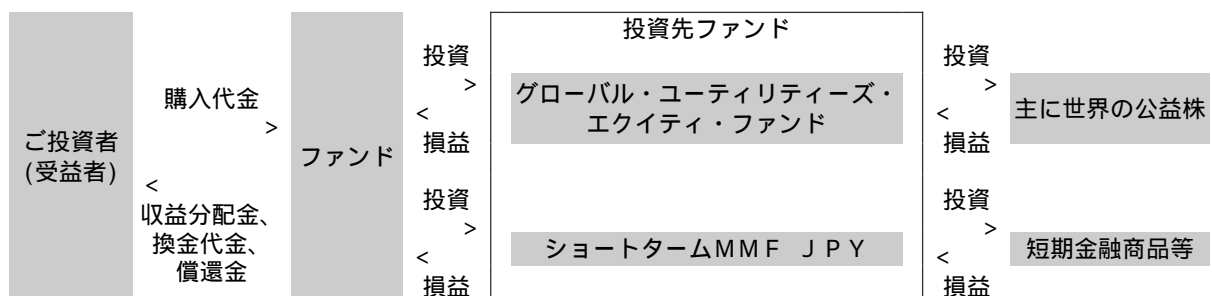 ご投資者
(受益者)
購入代金
>
<
収益分配金、
換金代金、
償還金
ファンド
投資
>
<
損益
投資
>
<
損益
投資先ファンド
グローバル・ユーティリティーズ・
エクイティ・ファンド
ショートタームMMF JPY
投資
>
<
損益
投資
>
<
損益
主に世界の公益株
短期金融商品等